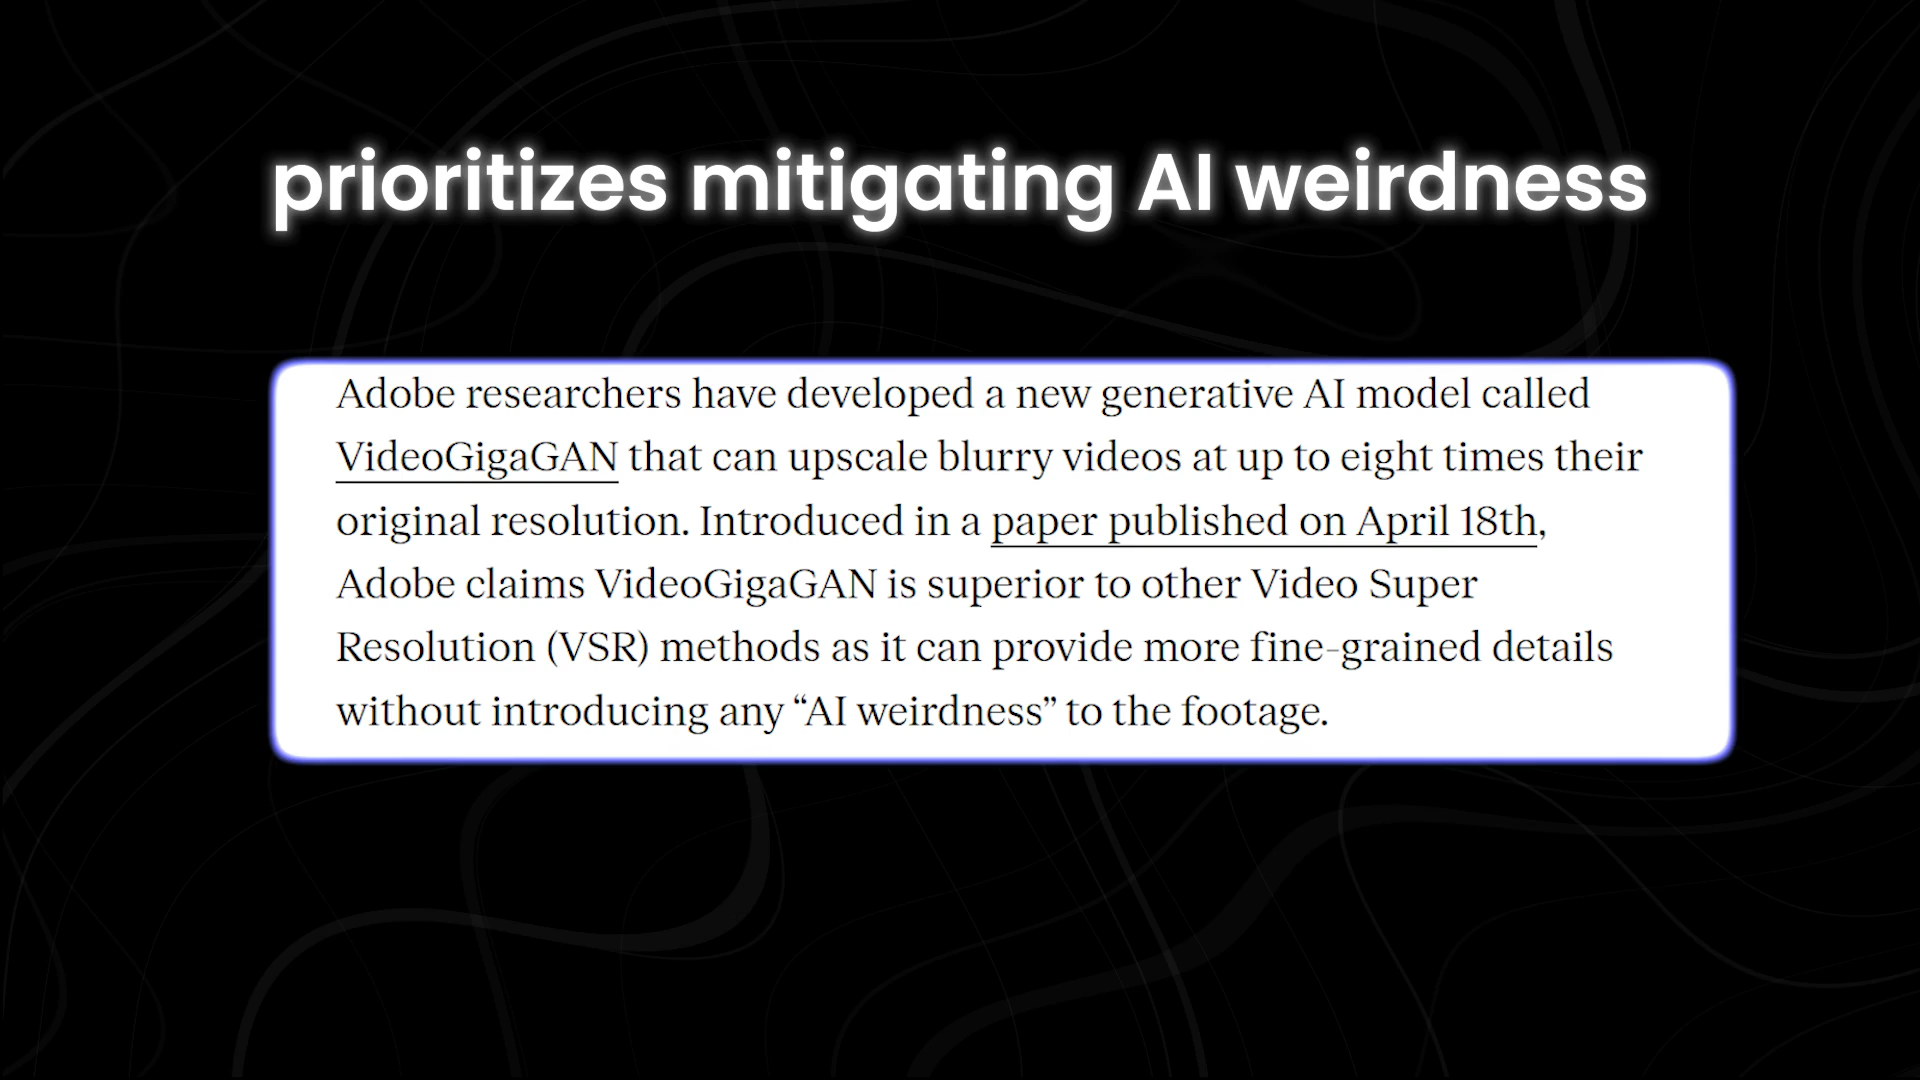 prioritizes mitigating AI weirdness
Adobe researchers have developed a new generative AI model called
VideoGigaGAN that can upscale blurry videos at up to eight times their
original resolution. Introduced in a paper published on April 18th,
Adobe claims VideoGigaGAN is superior to other Video Super
Resolution (VSR) methods as it can provide more fine-grained details
without introducing any “AI weirdness” to the footage.